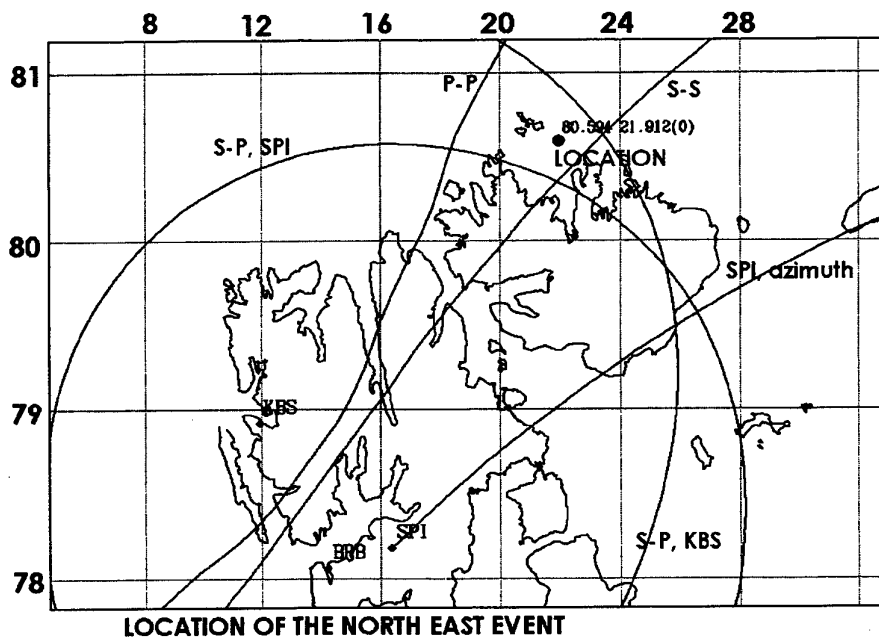 8 12 16 20 24 28
81
P-P
S-S
80.594 21.912(0)
S-P, SPI
LOCATION
80
SPI, azimuth
79
KBS
SPI
BRB
S-P, KBS
78
LOCATION OF THE NORTH EAST EVENT